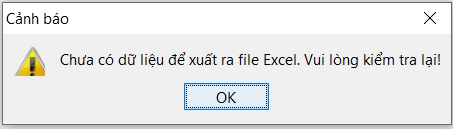 Cảnh báo
Chưa có dữ liệu để xuất ra file Excel. Vui lòng kiểm tra lại!
OK